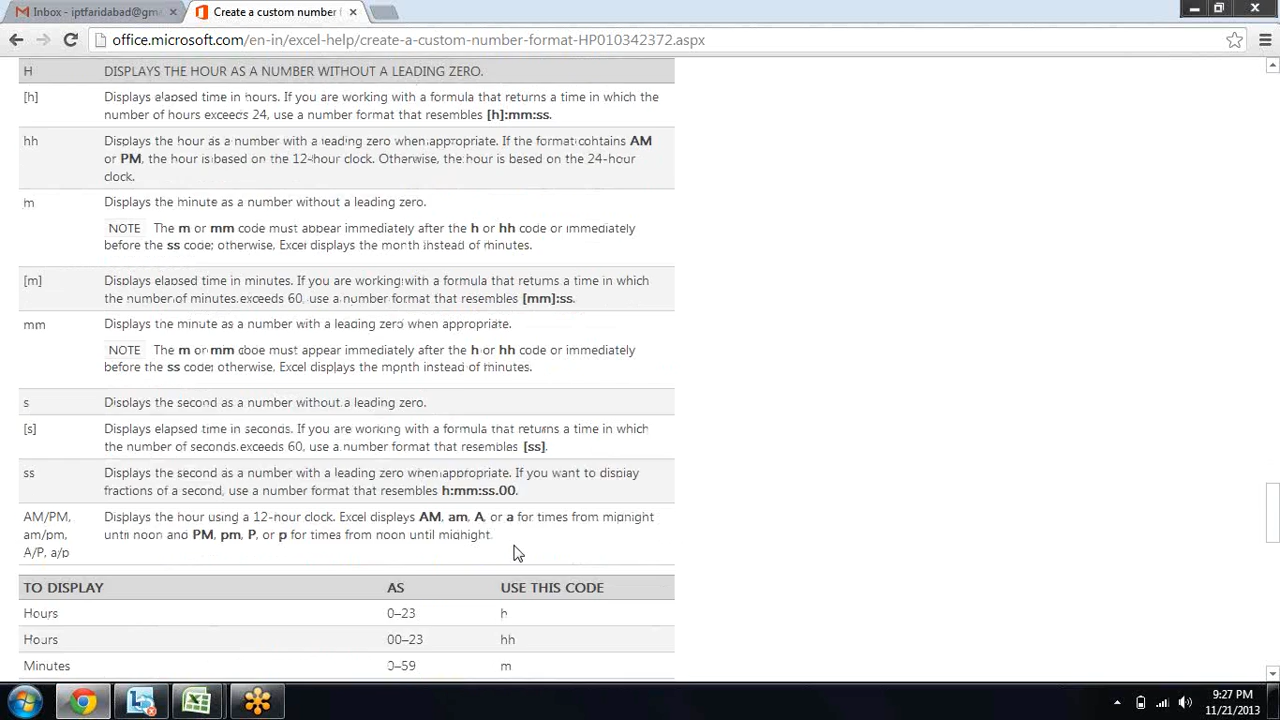 Inbox - iptfaridabad@gm
Create a custom number f
office.microsoft.com/en-in/excel-help/create-a-custom-number-format-HP010342372.aspx
H DISPLAYS THE HOUR AS A NUMBER WITHOUT A LEADING ZERO.
[h] Displays elapsed time in hours. If you are working with a formula that returns a time in which the
number of hours exceeds 24, use a number format that resembles [h]:mm:ss.
hh Displays the hour as a number with a leading zero when appropriate. If the format contains AM
or PM, the hour is based on the 12-hour clock. Otherwise, the hour is based on the 24-hour
clock.
m Displays the minute as a number without a leading zero.
NOTE The m or mm code must appear immediately after the h or hh code or immediately
before the ss code; otherwise, Excel displays the month instead of minutes.
[m] Displays elapsed time in minutes. If you are working with a formula that returns a time in which
the number of minutes exceeds 60, use a number format that resembles [mm]:ss.
mm Displays the minute as a number with a leading zero when appropriate.
NOTE The m or mm code must appear immediately after the h or hh code or immediately
before the ss code; otherwise, Excel displays the month instead of minutes.
s Displays the second as a number without a leading zero.
[s] Displays elapsed time in seconds. If you are working with a formula that returns a time in which
the number of seconds exceeds 60, use a number format that resembles [ss].
ss Displays the second as a number with a leading zero when appropriate. If you want to display
fractions of a second, use a number format that resembles h:mm:ss.00.
AM/PM, Displays the hour using a 12-hour clock. Excel displays AM, am, A, or a for times from midnight
am/pm, until noon and PM, pm, P, or p for times from noon until midnight.
A/P, a/p
TO DISPLAY AS USE THIS CODE
Hours 0–23 h
Hours 00–23 hh
Minutes 0–59 m
9:27 PM
11/21/2013